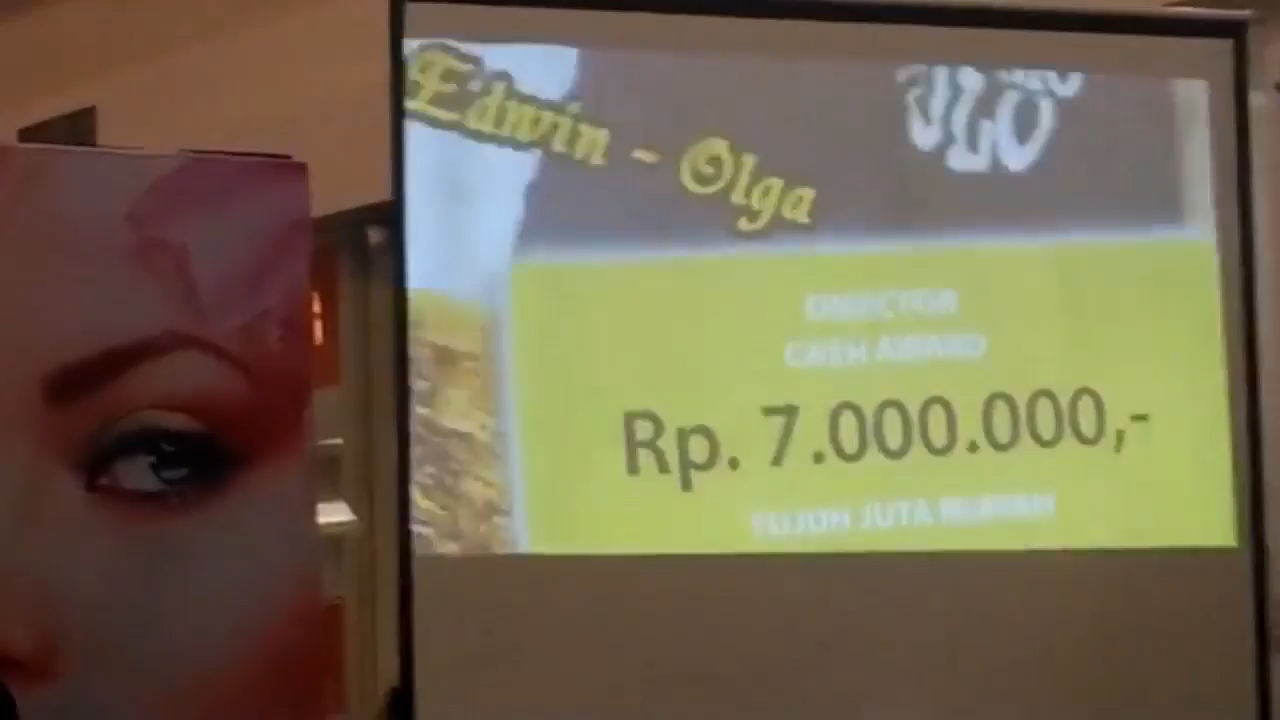 Edwin - Olga
DIRECTOR
CASH AWARD
Rp. 7.000.000,-
TUJUH JUTA RUPIAH